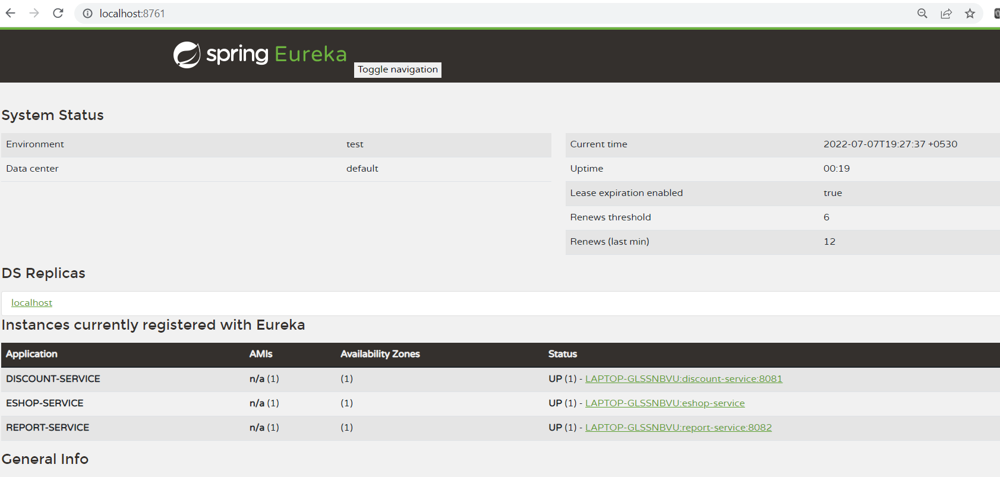 localhost:8761
spring Eureka
Toggle navigation
System Status
Environment test
Data center default
Current time 2022-07-07T19:27:37 +0530
Uptime 00:19
Lease expiration enabled true
Renews threshold 6
Renews (last min) 12
DS Replicas
localhost
Instances currently registered with Eureka
Application AMIs Availability Zones Status
DISCOUNT-SERVICE n/a (1) (1) UP (1) - LAPTOP-GLSSNBVU:discount-service:8081
ESHOP-SERVICE n/a (1) (1) UP (1) - LAPTOP-GLSSNBVU:eshop-service
REPORT-SERVICE n/a (1) (1) UP (1) - LAPTOP-GLSSNBVU:report-service:8082
General Info